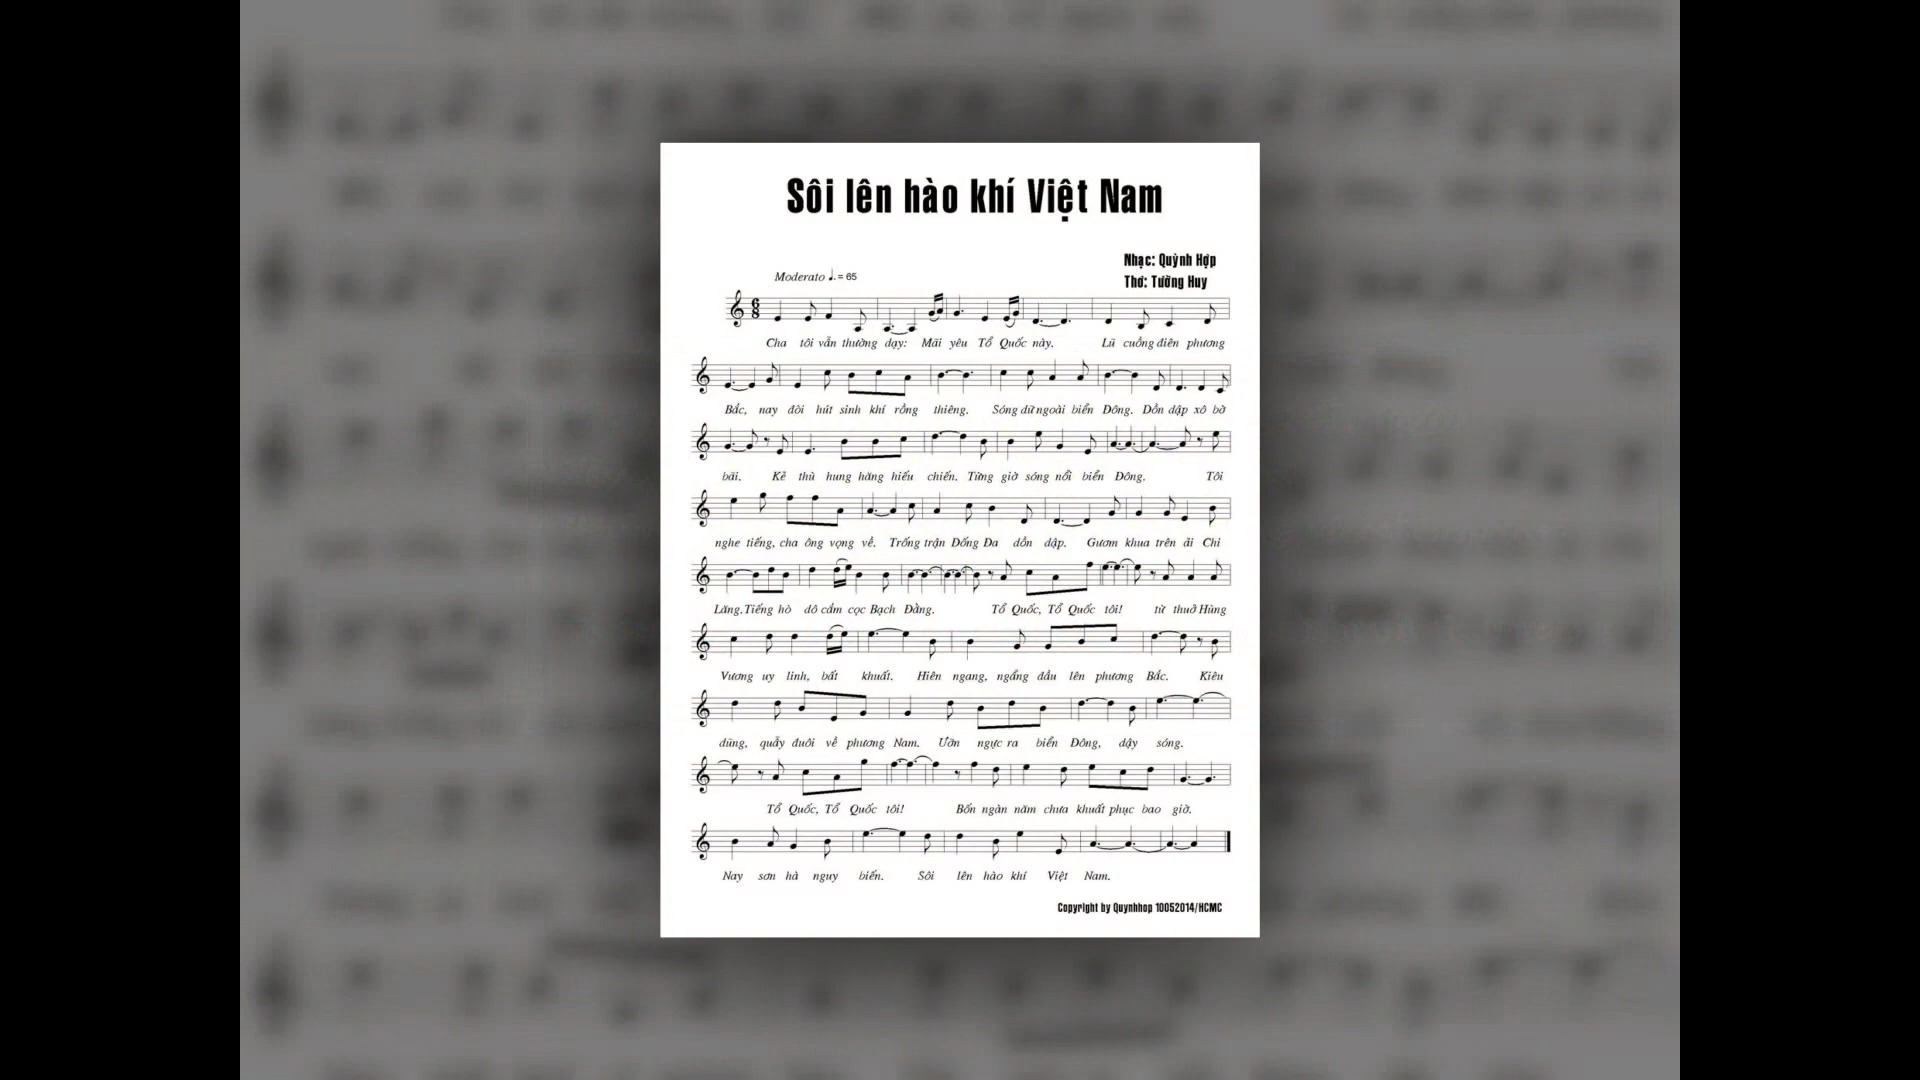 Sôi lên hào khí Việt Nam
Nhạc: Quỳnh Hợp
Moderato ♩. = 65
Thơ: Tường Huy
6
8
Cha tôi vẫn thường dạy: Mãi yêu Tổ Quốc này. Lũ cuồng điên phương
Bắc, nay đòi hút sinh khí rồng thiêng. Sóng dữ ngoài biển Đông. Dồn dập xô bờ
bãi. Kẻ thù hung hăng hiếu chiến. Từng giờ sóng nổi biển Đông. Tôi
nghe tiếng, cha ông vọng về. Trống trận Đống Đa dồn dập. Gươm khua trên ải Chi
Lăng. Tiếng hò dô cắm cọc Bạch Đằng. Tổ Quốc, Tổ Quốc tôi! từ thuở Hùng
Vương uy linh, bất khuất. Hiên ngang, ngẩng đầu lên phương Bắc. Kiêu
dũng, quẫy đuôi về phương Nam. Ưỡn ngực ra biển Đông, dậy sóng.
Tổ Quốc, Tổ Quốc tôi! Bốn ngàn năm chưa khuất phục bao giờ.
Nay sơn hà nguy biến. Sôi lên hào khí Việt Nam.
Copyright by Quynhhop 10052014/HCMC